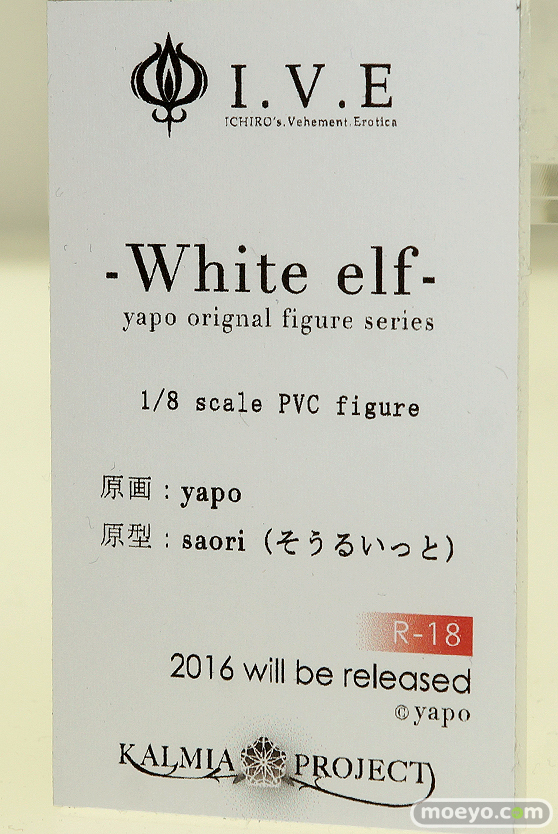 I.V.E
ICHIRO's.Vehement.Erotica
-White elf-
yapo orignal figure series
1/8 scale PVC figure
原画：yapo
原型：saori（そうるいっと）
R-18
2016 will be released
©yapo
KALMIA PROJECT
moeyo.com